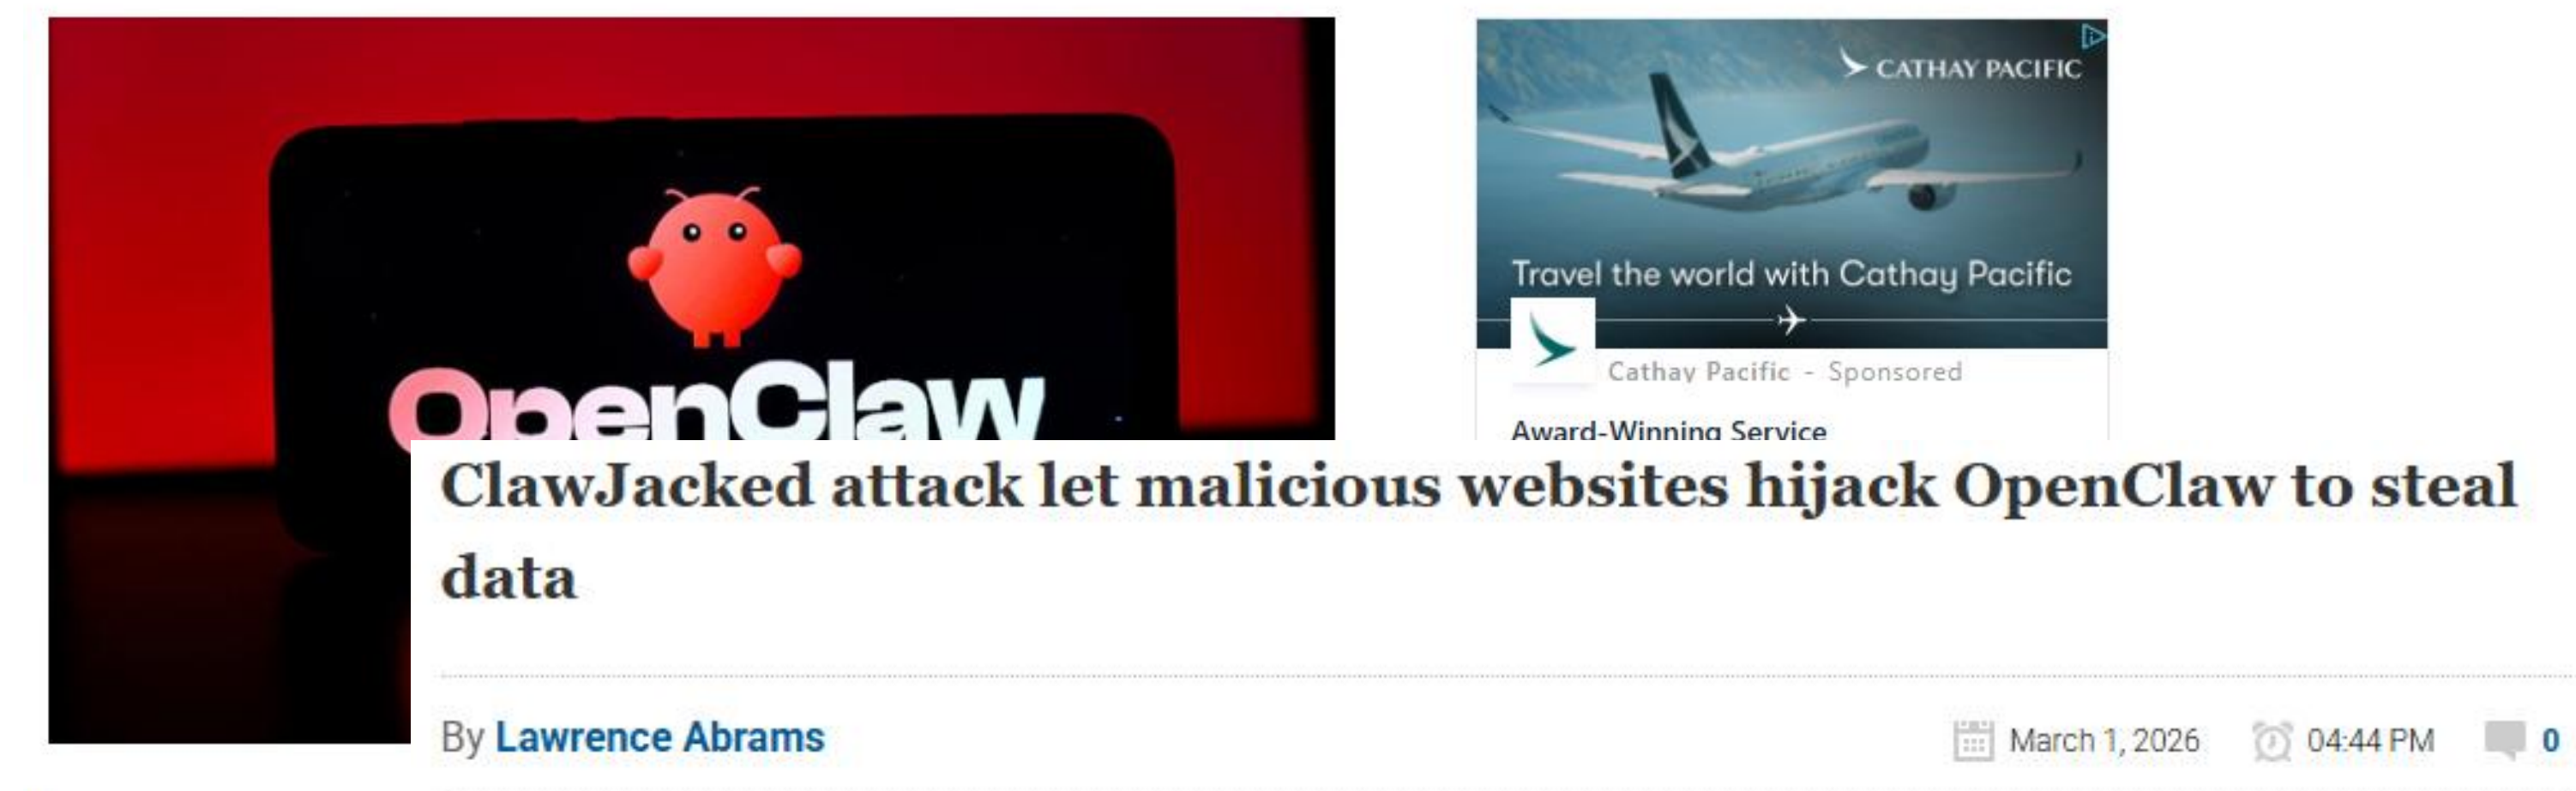 OpenClaw
CATHAY PACIFIC
Travel the world with Cathay Pacific
Cathay Pacific - Sponsored
Award-Winning Service
ClawJacked attack let malicious websites hijack OpenClaw to steal
data
By Lawrence Abrams
March 1, 2026
04:44 PM
0